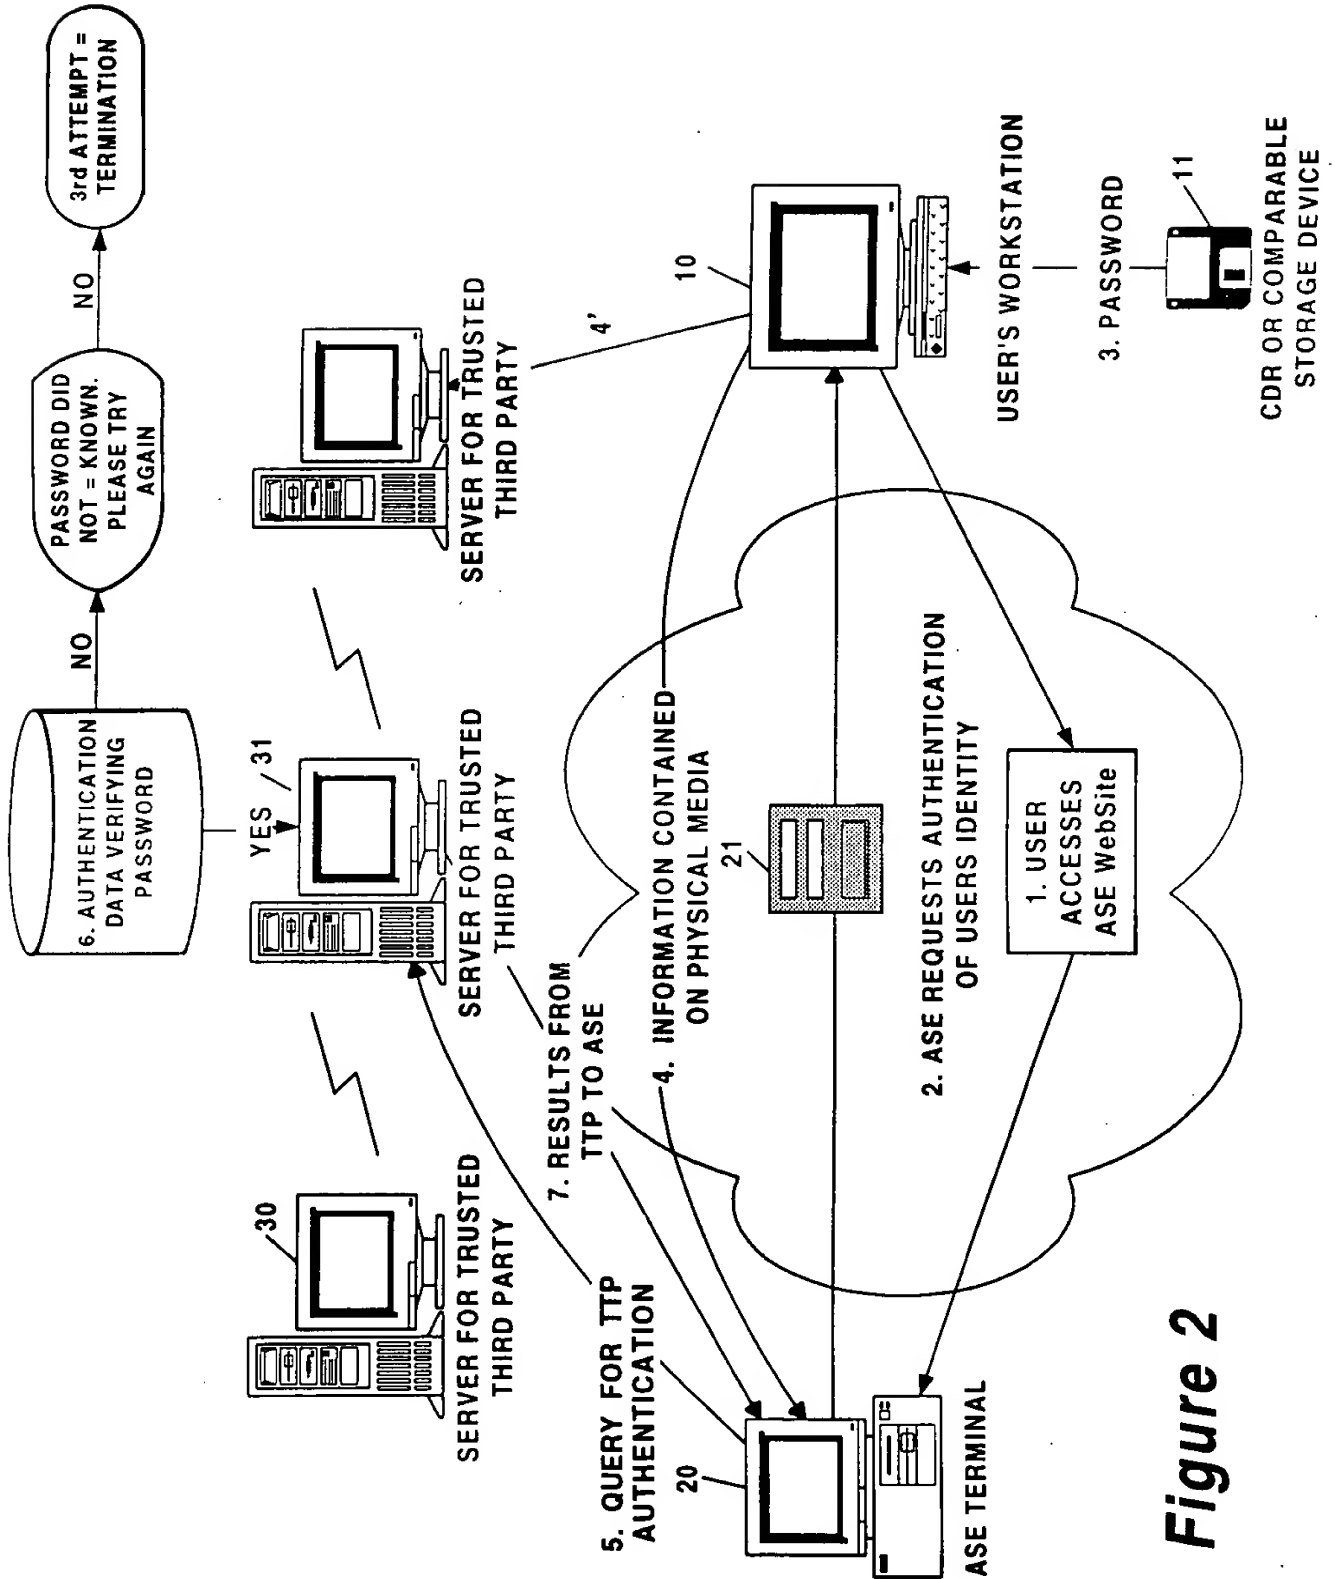 6. AUTHENTICATION
DATA VERIFYING
PASSWORD
NO
PASSWORD DID
NOT = KNOWN.
PLEASE TRY
AGAIN
NO
3rd ATTEMPT =
TERMINATION
YES
30
SERVER FOR TRUSTED
THIRD PARTY
31
SERVER FOR TRUSTED
THIRD PARTY
SERVER FOR TRUSTED
THIRD PARTY
4'
5. QUERY FOR TTP
AUTHENTICATION
7. RESULTS FROM
TTP TO ASE
4. INFORMATION CONTAINED
ON PHYSICAL MEDIA
20
21
10
ASE TERMINAL
2. ASE REQUESTS AUTHENTICATION
OF USERS IDENTITY
1. USER
ACCESSES
ASE WebSite
USER'S WORKSTATION
3. PASSWORD
11
CDR OR COMPARABLE
STORAGE DEVICE
Figure 2